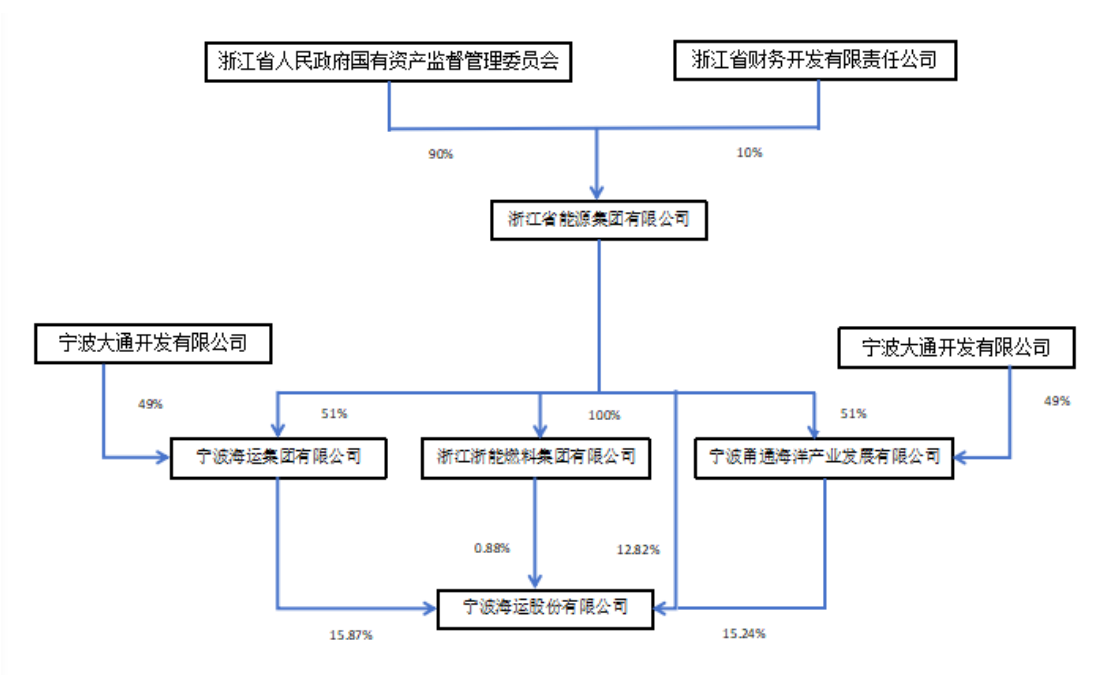 浙江省人民政府国有资产监督管理委员会
浙江省财务开发有限责任公司
90%
10%
浙江省能源集团有限公司
宁波大通开发有限公司
宁波大通开发有限公司
49%
51%
100%
51%
49%
宁波海运集团有限公司
浙江浙能燃料集团有限公司
宁波甬通海洋产业发展有限公司
0.88%
12.82%
宁波海运股份有限公司
15.87%
15.24%